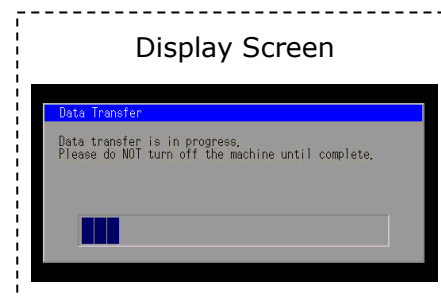 Display Screen
Data Transfer
Data transfer is in progress.
Please do NOT turn off the machine until complete.